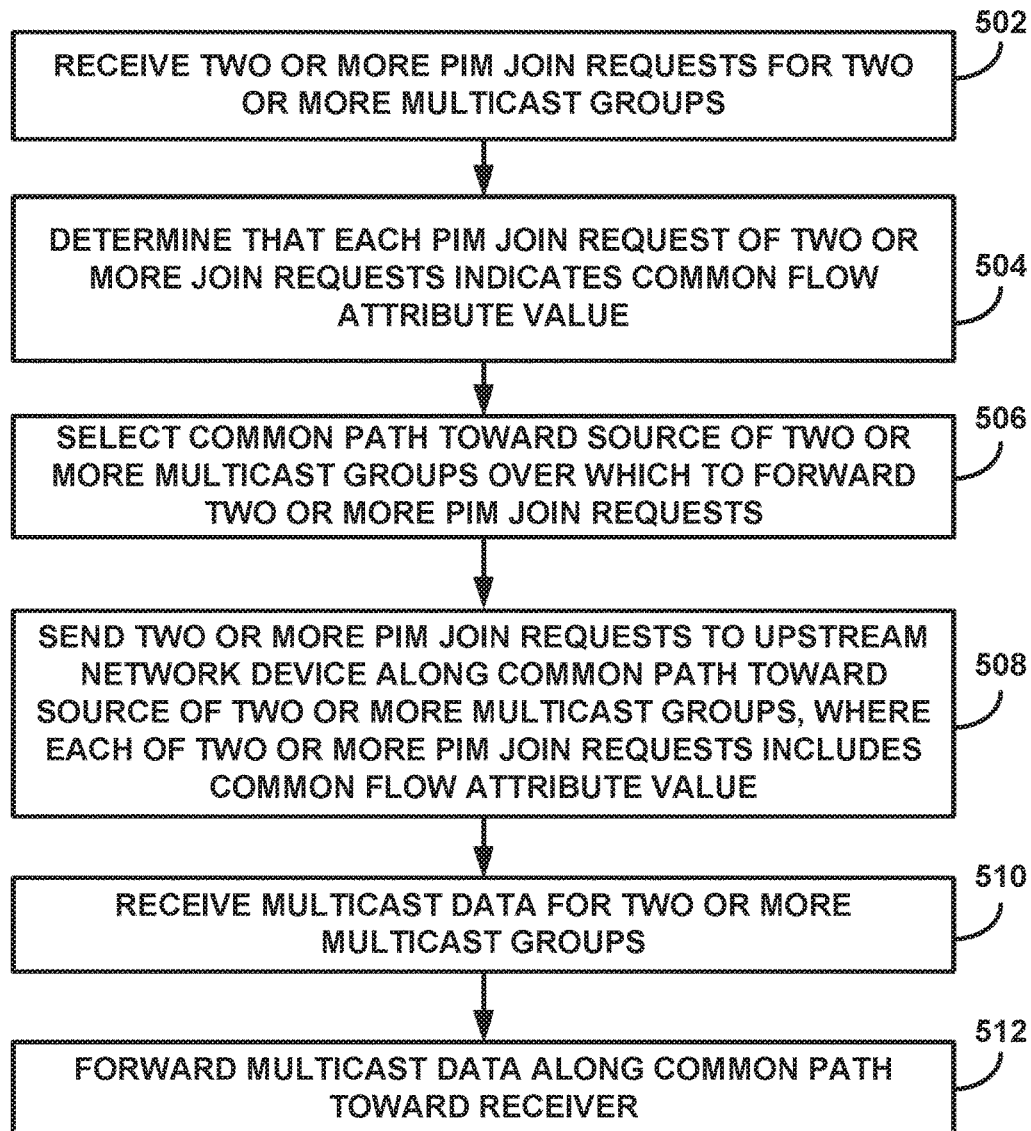 502
RECEIVE TWO OR MORE PIM JOIN REQUESTS FOR TWO
OR MORE MULTICAST GROUPS
DETERMINE THAT EACH PIM JOIN REQUEST OF TWO OR
MORE JOIN REQUESTS INDICATES COMMON FLOW
ATTRIBUTE VALUE
504
SELECT COMMON PATH TOWARD SOURCE OF TWO OR
MORE MULTICAST GROUPS OVER WHICH TO FORWARD
TWO OR MORE PIM JOIN REQUESTS
506
SEND TWO OR MORE PIM JOIN REQUESTS TO UPSTREAM
NETWORK DEVICE ALONG COMMON PATH TOWARD
SOURCE OF TWO OR MORE MULTICAST GROUPS, WHERE
EACH OF TWO OR MORE PIM JOIN REQUESTS INCLUDES
COMMON FLOW ATTRIBUTE VALUE
508
RECEIVE MULTICAST DATA FOR TWO OR MORE
MULTICAST GROUPS
510
FORWARD MULTICAST DATA ALONG COMMON PATH
TOWARD RECEIVER
512